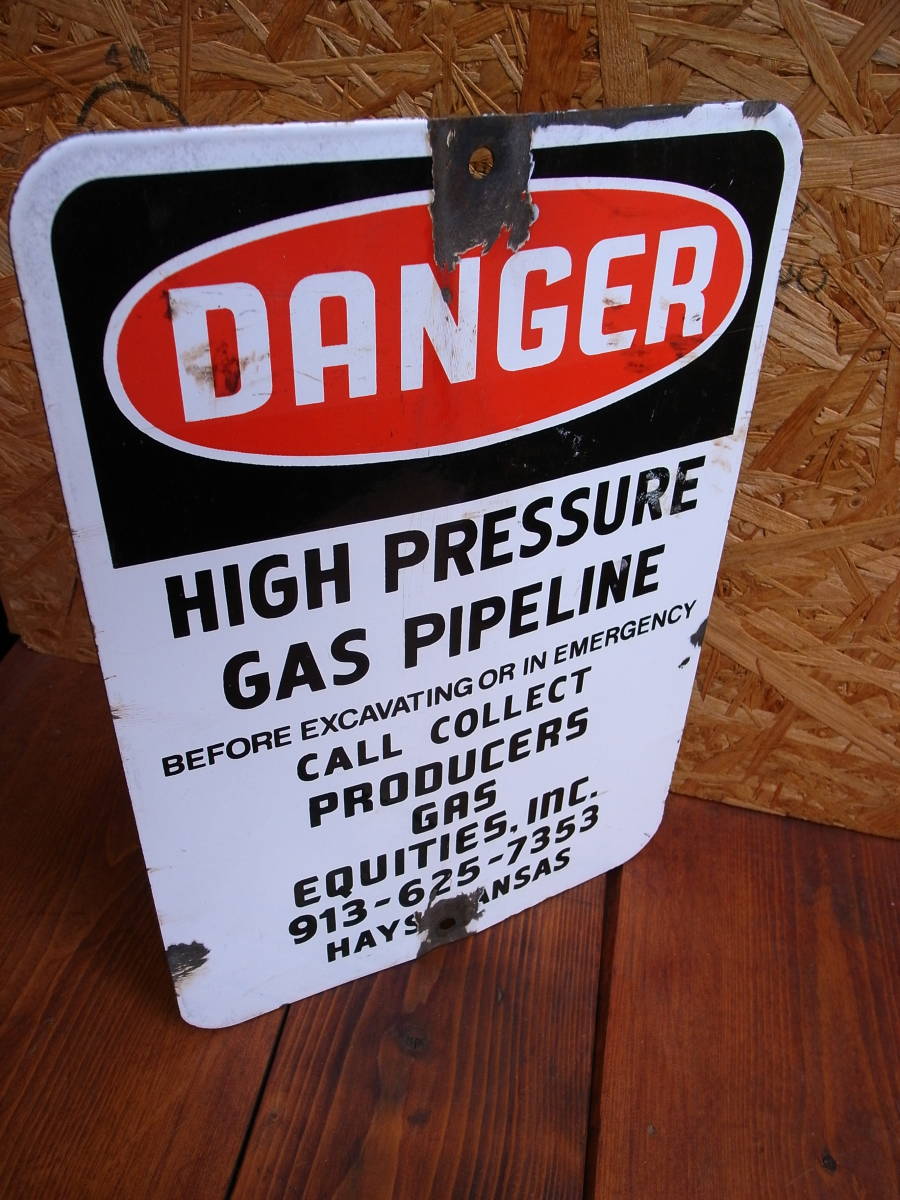 DANGER
HIGH PRESSURE
GAS PIPELINE
BEFORE EXCAVATING OR IN EMERGENCY
CALL COLLECT
PRODUCERS
GAS
EQUITIES, INC.
913-625-7353
HAYS KANSAS